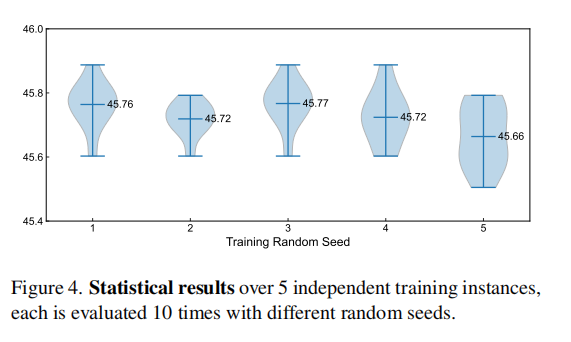 46.0
45.8
45.6
45.4
45.76
45.72
45.77
45.72
45.66
1 2 3 4 5
Training Random Seed
Figure 4. Statistical results over 5 independent training instances,
each is evaluated 10 times with different random seeds.